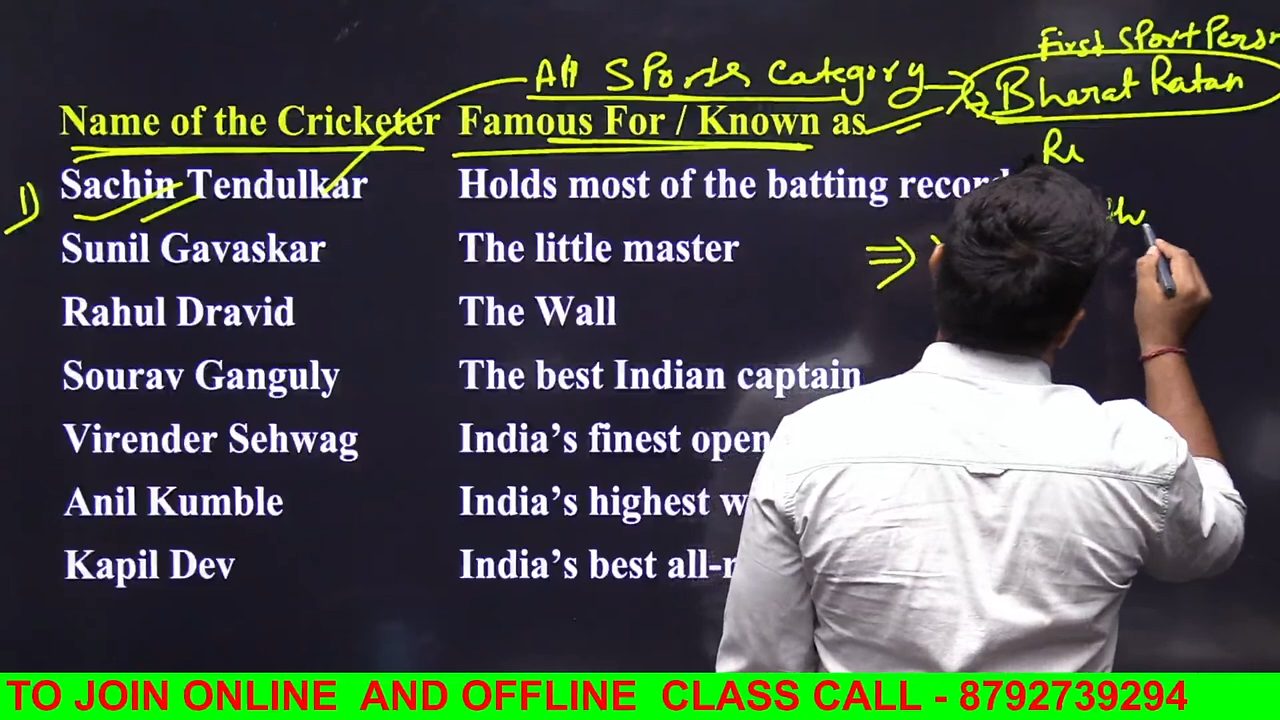 First Sport Person
All Sports Category
Bharat Ratan
Name of the Cricketer Famous For / Known as
1) Sachin Tendulkar Holds most of the batting record
Sunil Gavaskar The little master
Rahul Dravid The Wall
Sourav Ganguly The best Indian captain
Virender Sehwag India's finest open
Anil Kumble India's highest w
Kapil Dev India's best all-r
TO JOIN ONLINE AND OFFLINE CLASS CALL - 8792739294